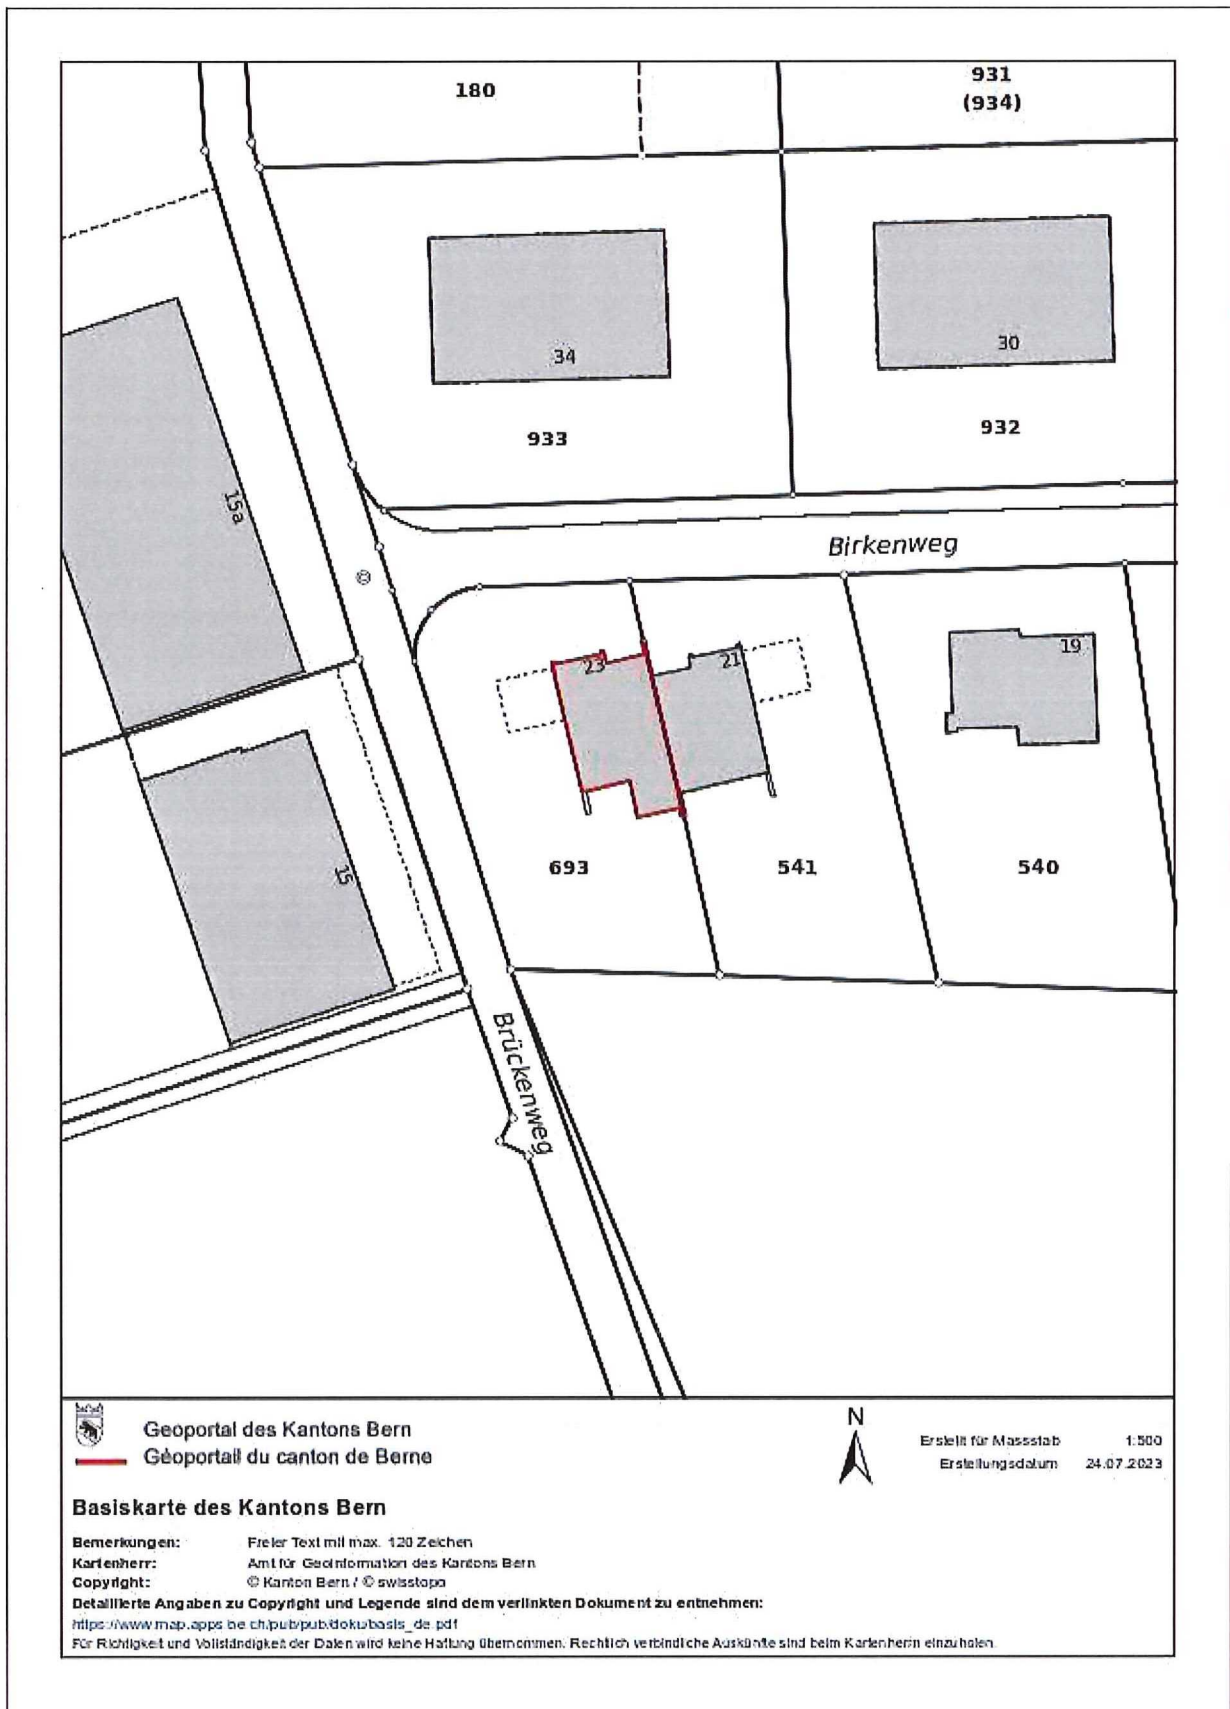 180
931
(934)
34
30
933
932
15a
Birkenweg
23
21
19
15
693
541
540
Brückenweg
Geoportal des Kantons Bern
Géoportail du canton de Berne
N
Erstellt für Massstab 1:500
Erstellungsdatum 24.07.2023
Basiskarte des Kantons Bern
Bemerkungen: Freier Text mit max. 120 Zeichen
Kartenherr: Amt für Geoinformation des Kantons Bern
Copyright: © Kanton Bern / © swisstopo
Detaillierte Angaben zu Copyright und Legende sind dem verlinkten Dokument zu entnehmen:
https://www.map.apps.be.ch/pub/pub/doku/basis_de.pdf
Für Richtigkeit und Vollständigkeit der Daten wird keine Haftung übernommen. Rechtlich verbindliche Auskünfte sind beim Kartenherrn einzuholen.